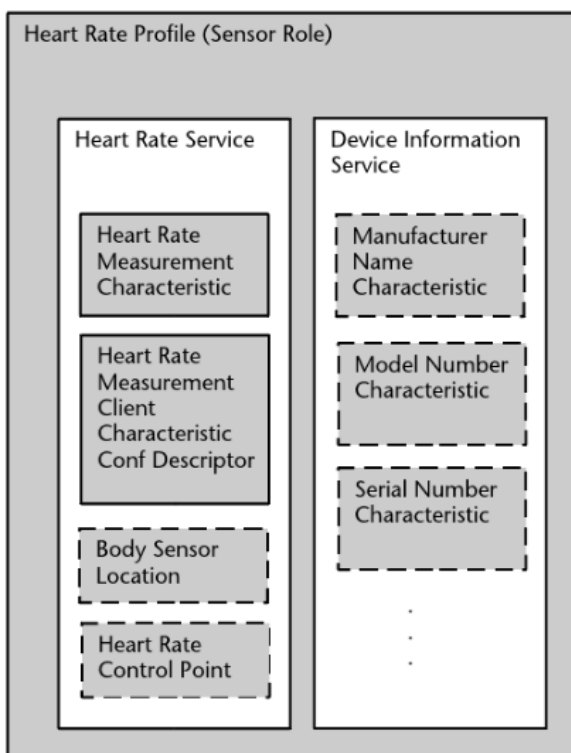 Heart Rate Profile (Sensor Role)
Heart Rate Service
Heart Rate
Measurement
Characteristic
Heart Rate
Measurement
Client
Characteristic
Conf Descriptor
Body Sensor
Location
Heart Rate
Control Point
Device Information
Service
Manufacturer
Name
Characteristic
Model Number
Characteristic
Serial Number
Characteristic
.
.
.